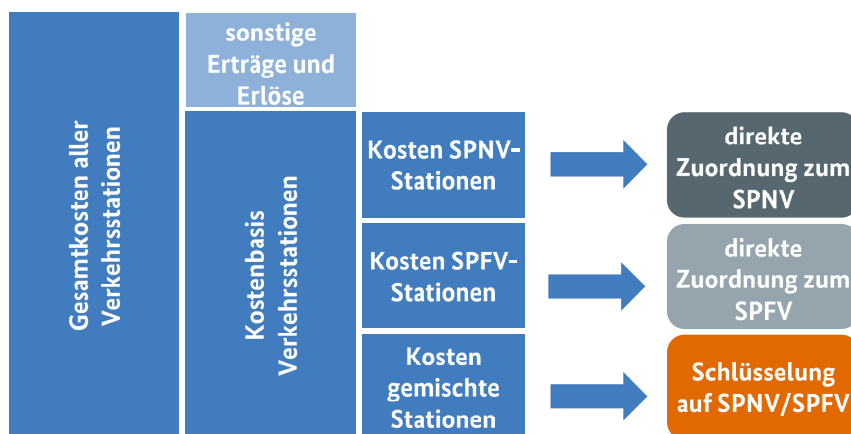 Gesamtkosten aller
Verkehrsstationen
sonstige
Erträge und
Erlöse
Kostenbasis
Verkehrsstationen
Kosten SPNV-
Stationen
direkte
Zuordnung zum
SPNV
Kosten SPFV-
Stationen
direkte
Zuordnung zum
SPFV
Kosten
gemischte
Stationen
Schlüsselung
auf SPNV/SPFV